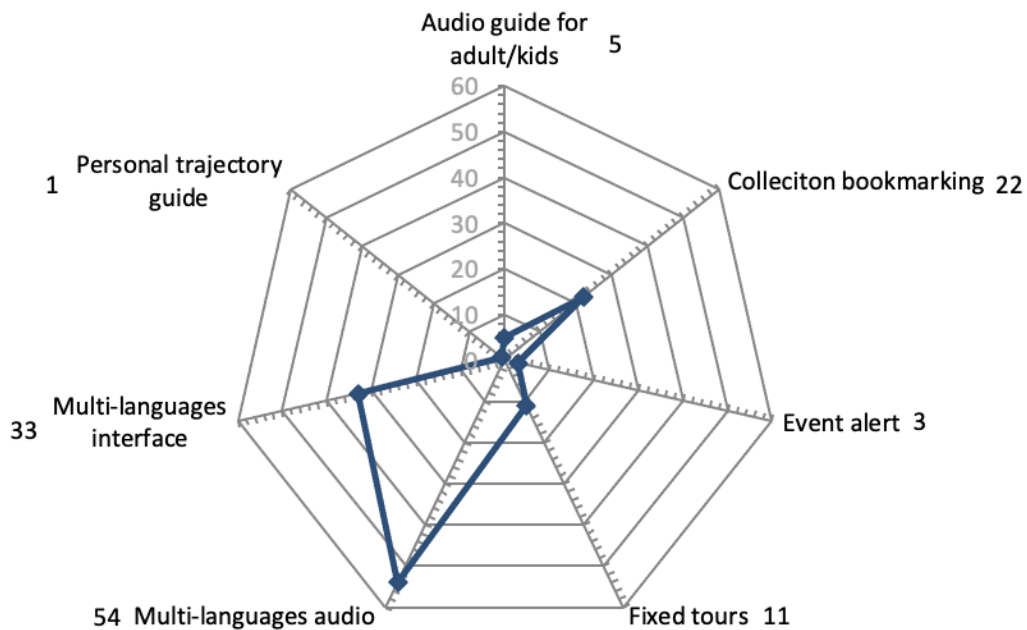 Audio guide for
adult/kids 5
60
50
40
30
20
10
0
Personal trajectory
guide
1
Colleciton bookmarking 22
Multi-languages
interface
33
Event alert 3
54 Multi-languages audio
Fixed tours 11